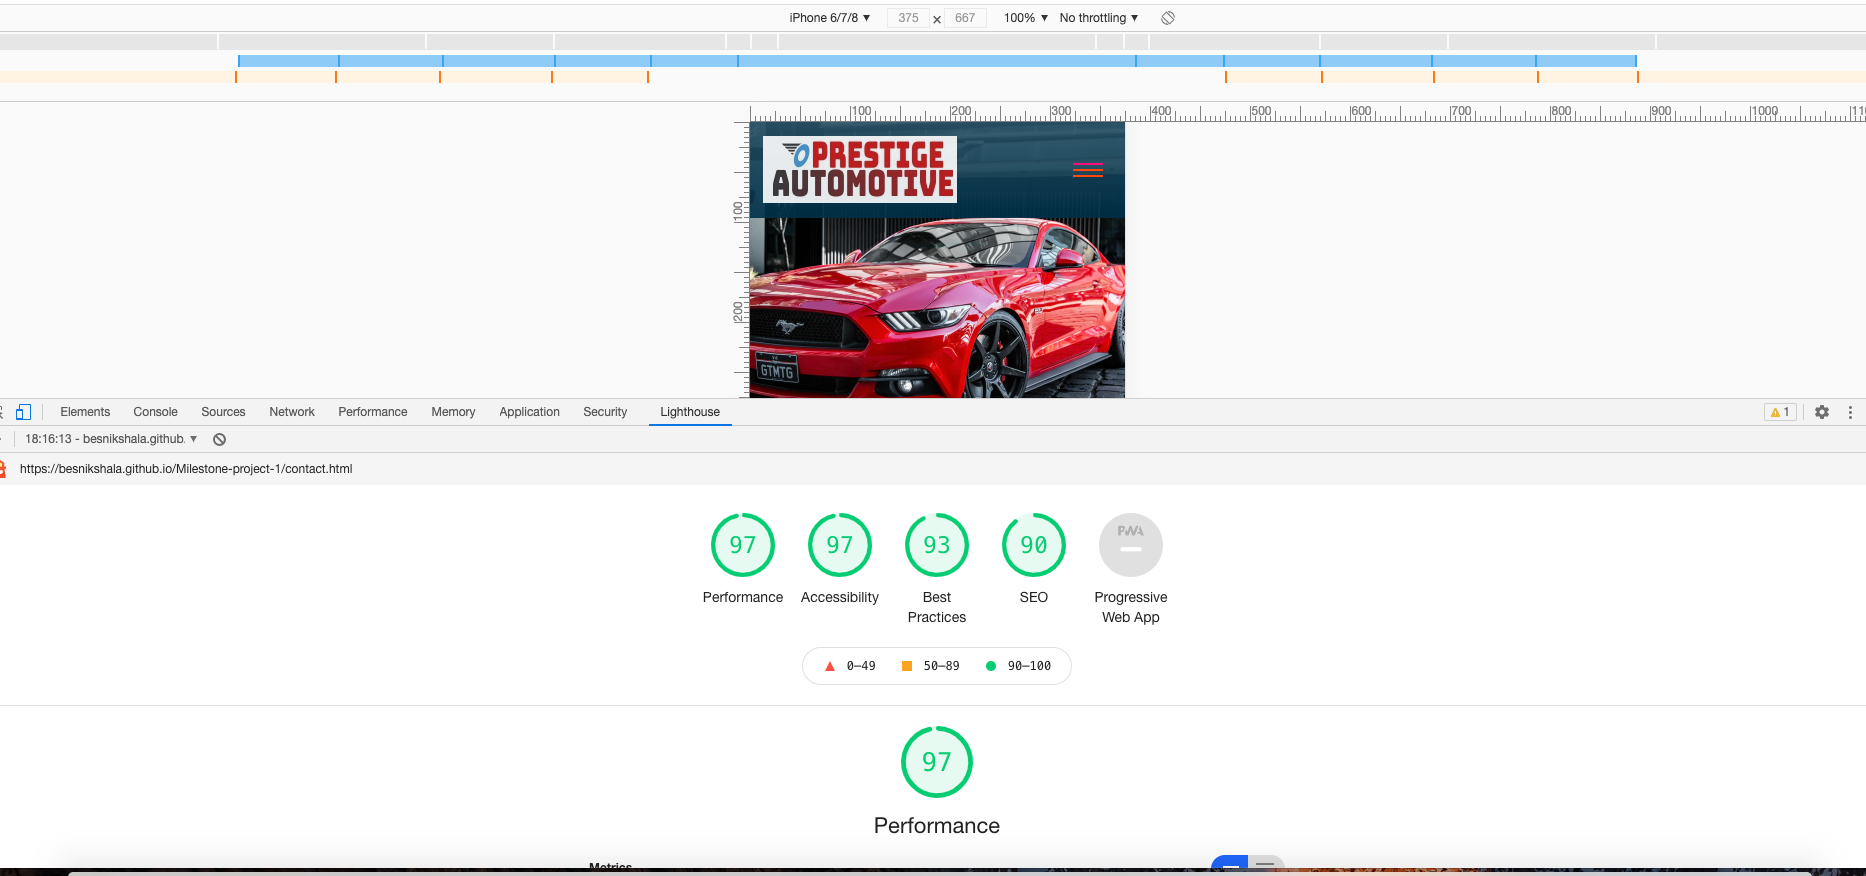 iPhone 6/7/8 ▼ 375 × 667 100% ▼ No throttling ▼
100 200 300 400 500 600 700 800 900 1000
100
200
PRESTIGE
AUTOMOTIVE
GTMTG
Elements Console Sources Network Performance Memory Application Security Lighthouse 1
18:16:13 - besnikshala.github. ▼
https://besnikshala.github.io/Milestone-project-1/contact.html
97 97 93 90 PWA
Performance Accessibility Best Practices SEO Progressive Web App
0–49 50–89 90–100
97
Performance
Metrics